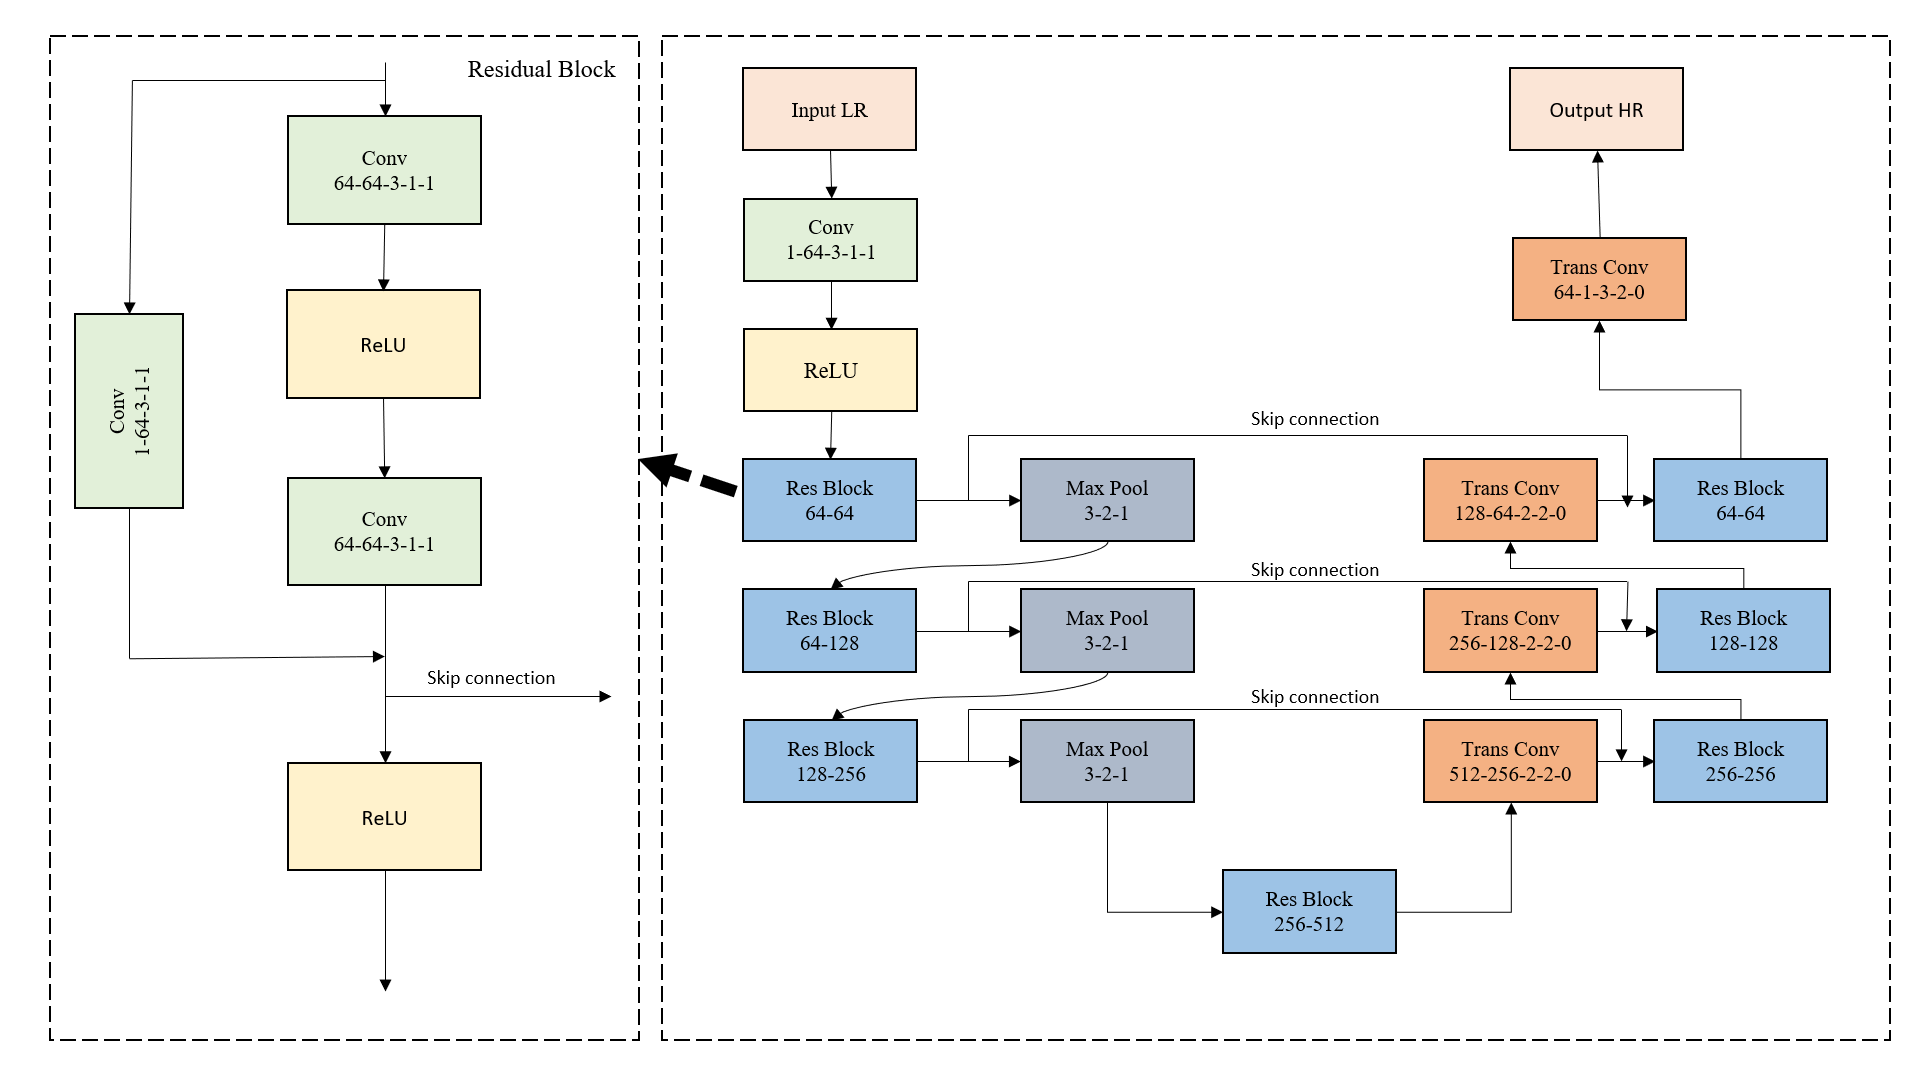 Residual Block
Conv
64-64-3-1-1
ReLU
Conv
1-64-3-1-1
Conv
64-64-3-1-1
Skip connection
ReLU
Input LR
Output HR
Conv
1-64-3-1-1
Trans Conv
64-1-3-2-0
ReLU
Skip connection
Res Block
64-64
Max Pool
3-2-1
Trans Conv
128-64-2-2-0
Res Block
64-64
Skip connection
Res Block
64-128
Max Pool
3-2-1
Trans Conv
256-128-2-2-0
Res Block
128-128
Skip connection
Res Block
128-256
Max Pool
3-2-1
Trans Conv
512-256-2-2-0
Res Block
256-256
Res Block
256-512